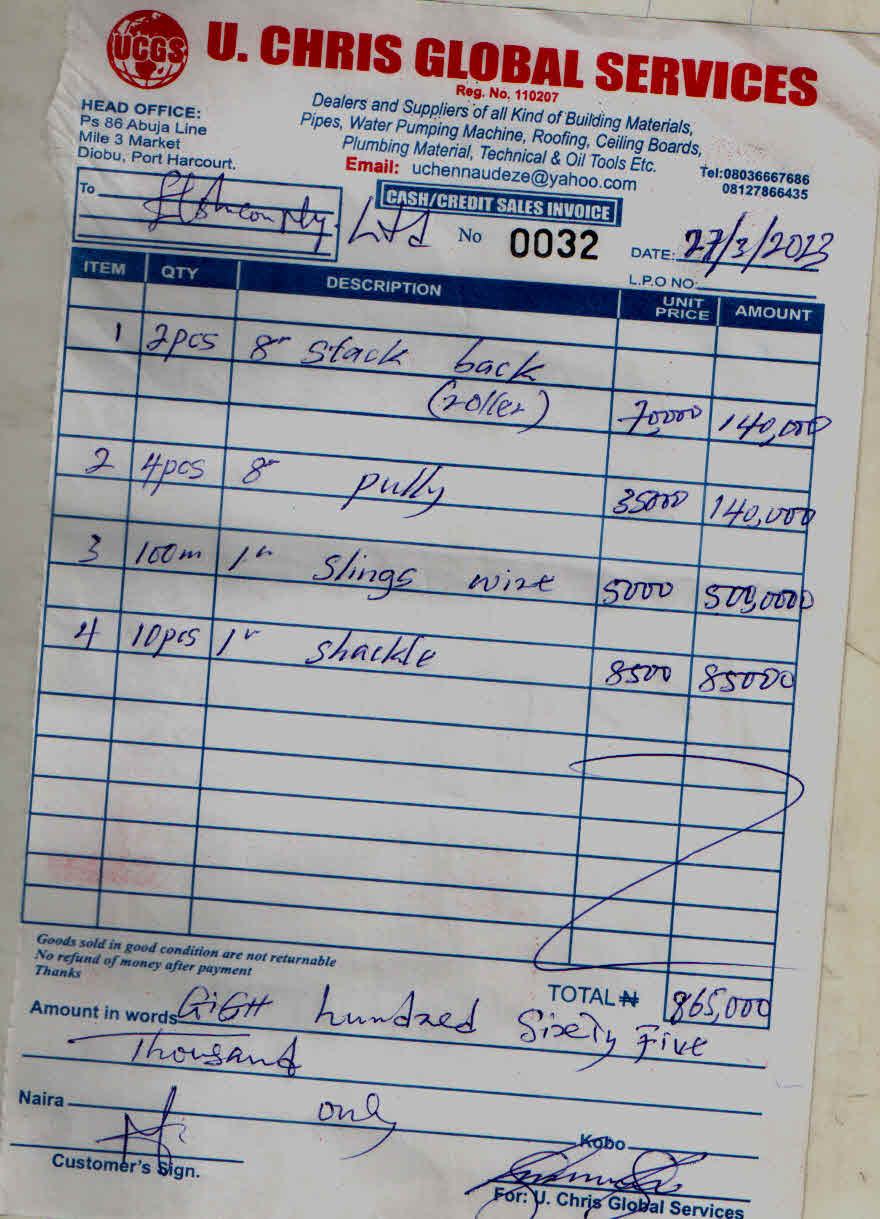 UCGS
U. CHRIS GLOBAL SERVICES
Reg. No. 110207
HEAD OFFICE:
Ps 86 Abuja Line
Mile 3 Market
Diobu, Port Harcourt.
Dealers and Suppliers of all Kind of Building Materials,
Pipes, Water Pumping Machine, Roofing, Ceiling Boards,
Plumbing Material, Technical & Oil Tools Etc.
Email: uchennaudeze@yahoo.com
Tel:08036667686
08127866435
To Ltd
CASH/CREDIT SALES INVOICE
No 0032
DATE: 27/3/2023
L.P.O NO:
ITEM QTY DESCRIPTION UNIT PRICE AMOUNT
1 2pcs 8" Stack back
(roller) 70,000 140,000
2 4pcs 8" pully 35000 140,000
3 100m 1" Slings wire 5000 500,0000
4 10pcs 1" shackle 8500 85000
Goods sold in good condition are not returnable
No refund of money after payment
Thanks
TOTAL ₦ 865,000
Amount in words Eight hundred Sixety Five
Thousand
Naira only Kobo
Customer's Sign.
For: U. Chris Global Services